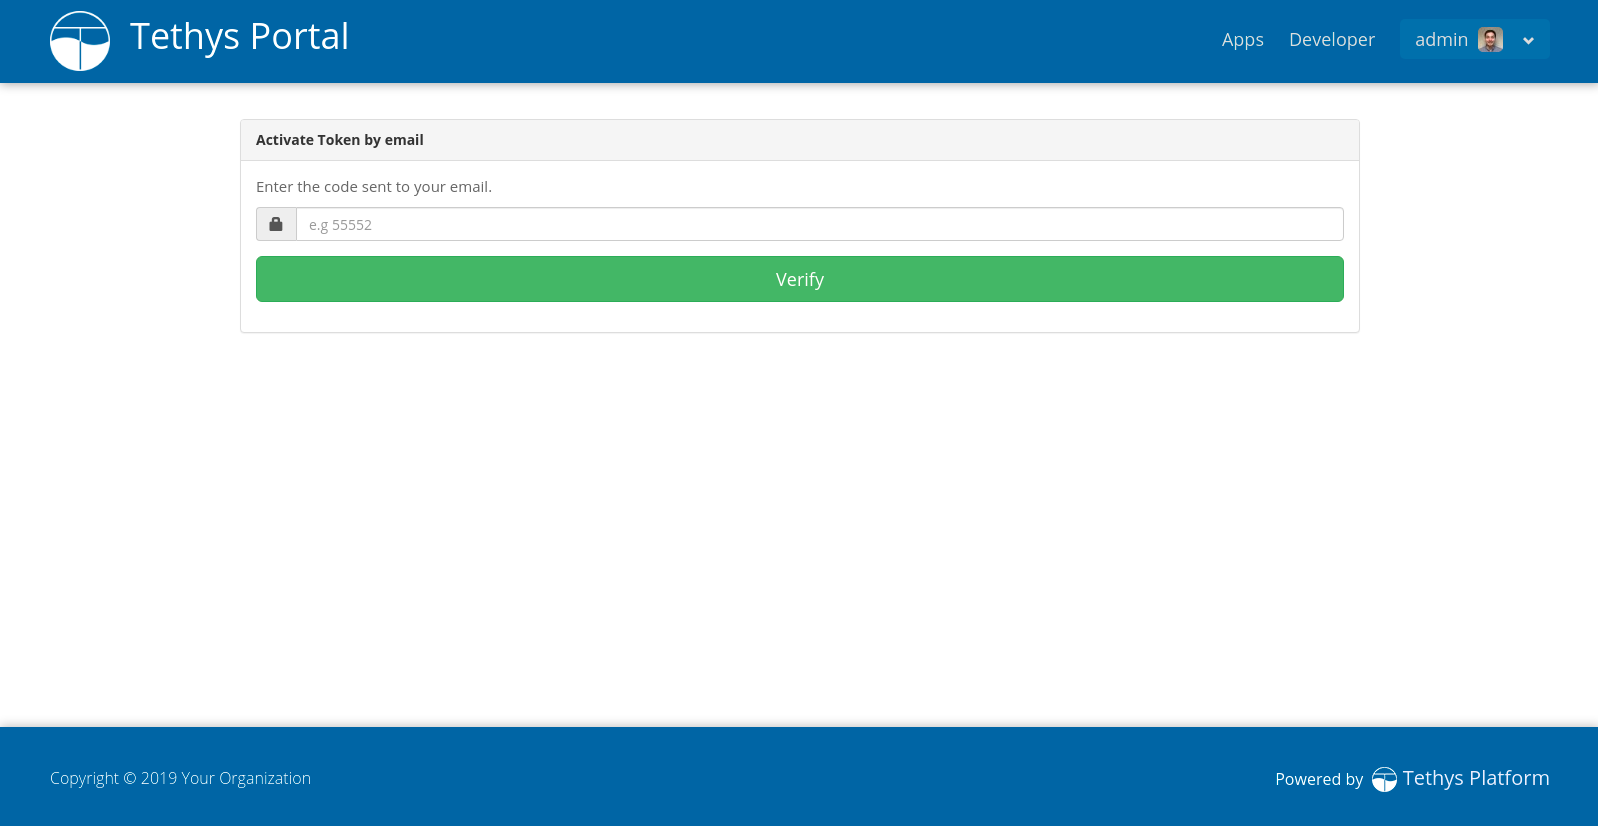 Tethys Portal
Apps
Developer
admin
Activate Token by email
Enter the code sent to your email.
e.g 55552
Verify
Copyright © 2019 Your Organization
Powered by Tethys Platform